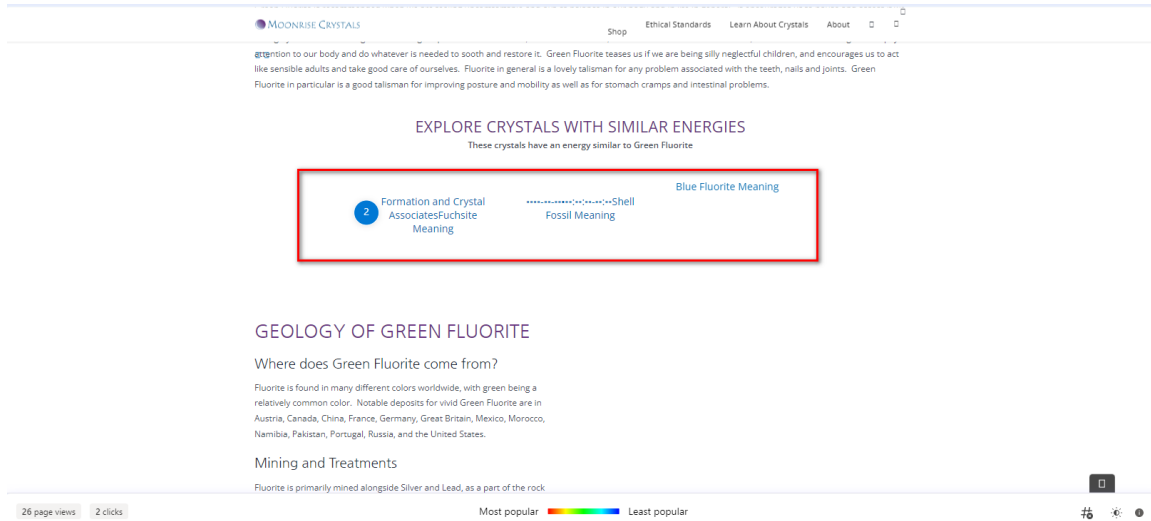 MOONRISE CRYSTALS
Shop
Ethical Standards
Learn About Crystals
About
attention to our body and do whatever is needed to sooth and restore it. Green Fluorite teases us if we are being silly neglectful children, and encourages us to act
like sensible adults and take good care of ourselves. Fluorite in general is a lovely talisman for any problem associated with the teeth, nails and joints. Green
Fluorite in particular is a good talisman for improving posture and mobility as well as for stomach cramps and intestinal problems.
EXPLORE CRYSTALS WITH SIMILAR ENERGIES
These crystals have an energy similar to Green Fluorite
2
Formation and Crystal
AssociatesFuchsite
Meaning
----‑--‑-----:--:--‑--:--Shell
Fossil Meaning
Blue Fluorite Meaning
GEOLOGY OF GREEN FLUORITE
Where does Green Fluorite come from?
Fluorite is found in many different colors worldwide, with green being a
relatively common color. Notable deposits for vivid Green Fluorite are in
Austria, Canada, China, France, Germany, Great Britain, Mexico, Morocco,
Namibia, Pakistan, Portugal, Russia, and the United States.
Mining and Treatments
Fluorite is primarily mined alongside Silver and Lead, as a part of the rock
26 page views
2 clicks
Most popular
Least popular